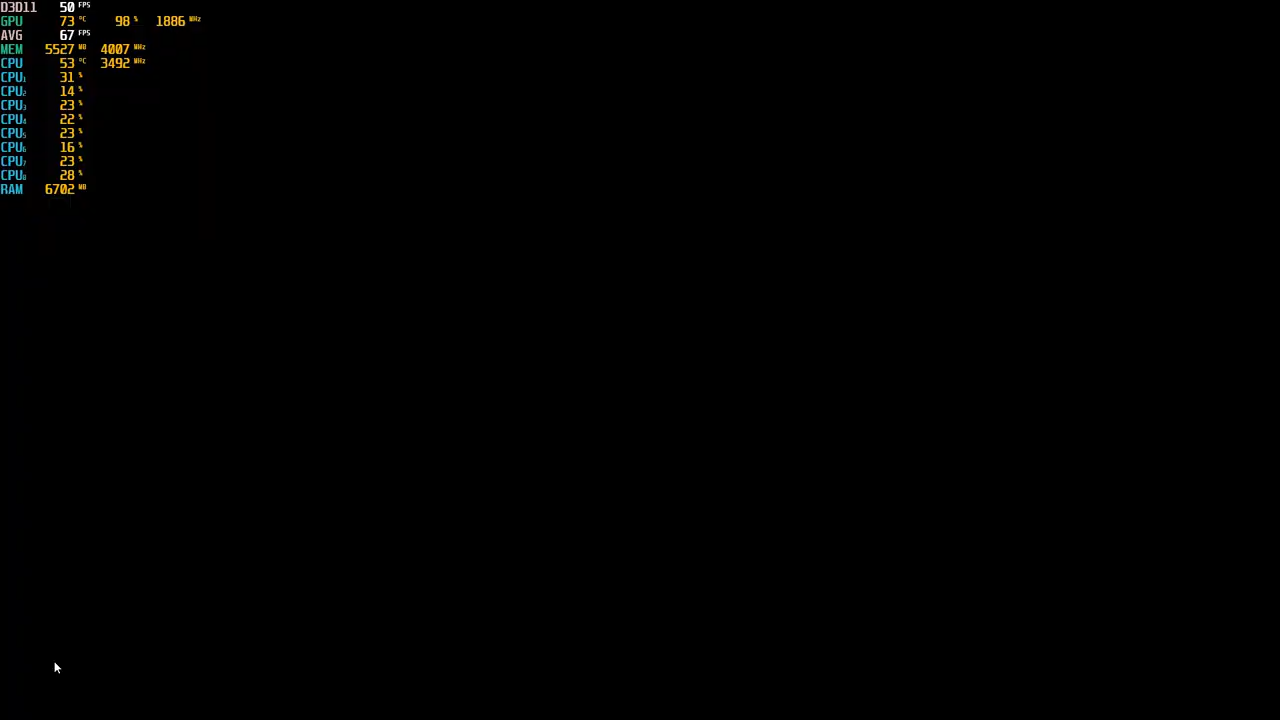 D3D11 50 FPS
GPU 73 °C 98 % 1886 MHz
AVG 67 FPS
MEM 5527 MB 4007 MHz
CPU 53 °C 3492 MHz
CPU1 31 %
CPU2 14 %
CPU3 23 %
CPU4 22 %
CPU5 23 %
CPU6 16 %
CPU7 23 %
CPU8 28 %
RAM 6702 MB